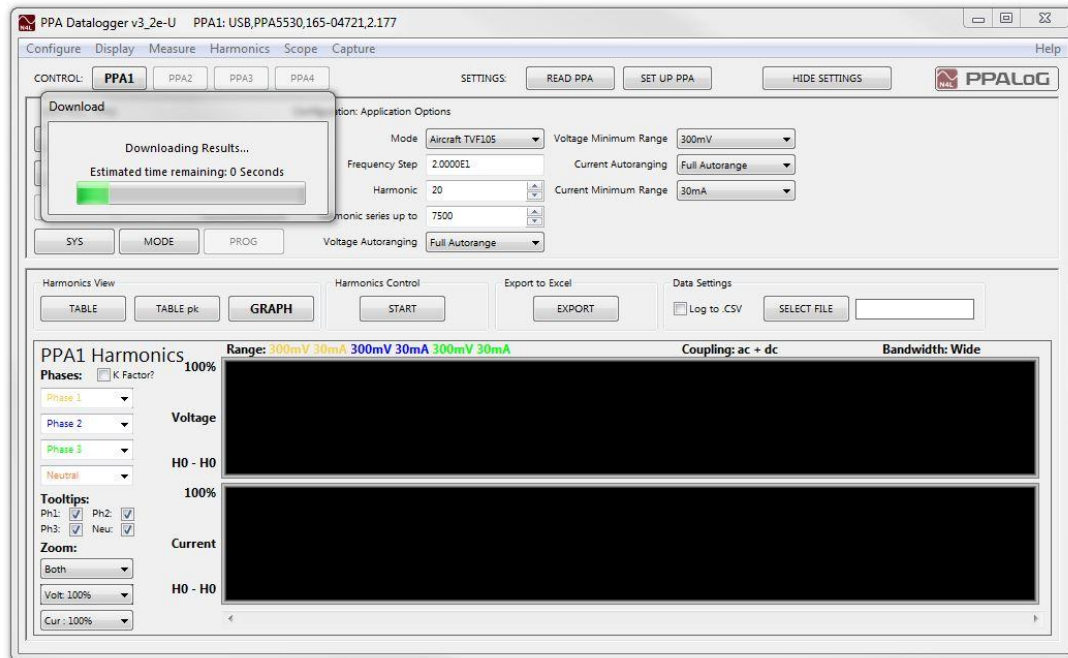 PPA Datalogger v3_2e-U PPA1: USB,PPA5530,165-04721,2.177
Configure Display Measure Harmonics Scope Capture Help
CONTROL: PPA1 PPA2 PPA3 PPA4 SETTINGS: READ PPA SET UP PPA HIDE SETTINGS N4L PPALoG
Download
Downloading Results...
Estimated time remaining: 0 Seconds
Application Options
Mode Aircraft TVF105 Voltage Minimum Range 300mV
Frequency Step 2.0000E1 Current Autoranging Full Autorange
Harmonic 20 Current Minimum Range 30mA
series up to 7500
SYS MODE PROG Voltage Autoranging Full Autorange
Harmonics View Harmonics Control Export to Excel Data Settings
TABLE TABLE pk GRAPH START EXPORT Log to .CSV SELECT FILE
PPA1 Harmonics Range: 300mV 30mA 300mV 30mA 300mV 30mA Coupling: ac + dc Bandwidth: Wide
Phases: K Factor? 100%
Phase 1
Phase 2 Voltage
Phase 3
H0 - H0
Neutral
100%
Tooltips:
Ph1: Ph2:
Ph3: Neu:
Zoom: Current
Both
Volt: 100% H0 - H0
Cur : 100%